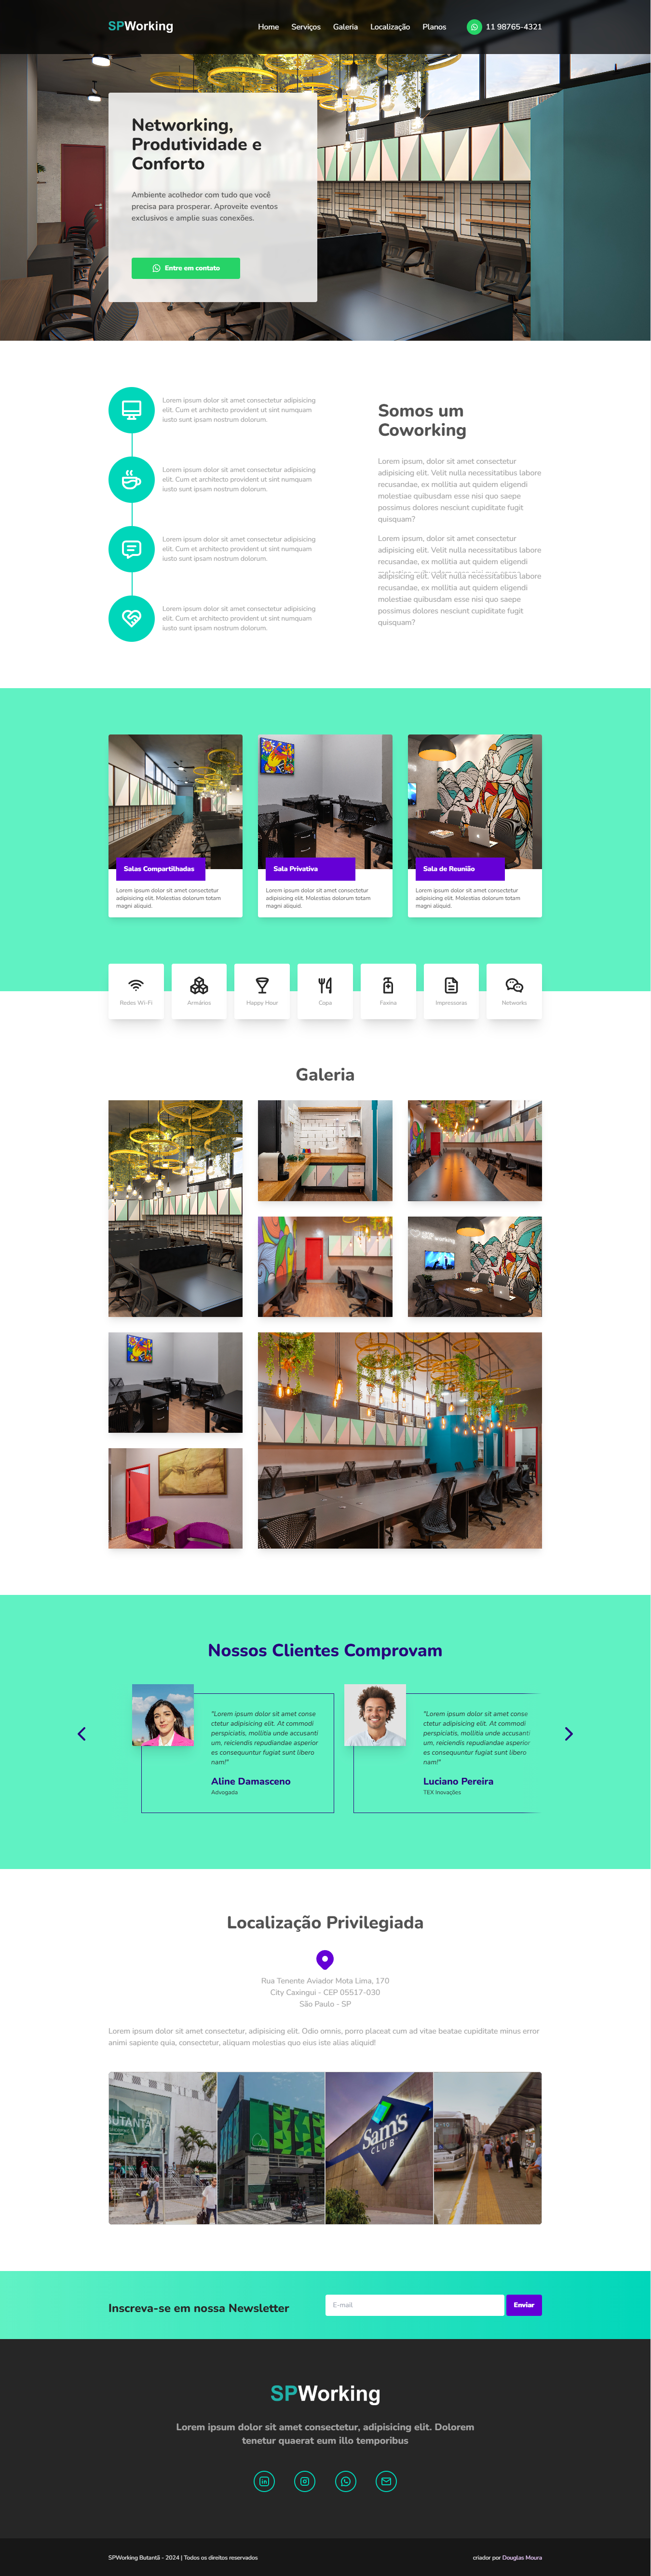 SPWorking
Home Serviços Galeria Localização Planos 11 98765-4321
Networking,
Produtividade e
Conforto
Ambiente acolhedor com tudo que você
precisa para prosperar. Aproveite eventos
exclusivos e amplie suas conexões.
Entre em contato
Lorem ipsum dolor sit amet consectetur adipisicing
elit. Cum et architecto provident ut sint numquam
iusto sunt ipsam nostrum dolorum.
Lorem ipsum dolor sit amet consectetur adipisicing
elit. Cum et architecto provident ut sint numquam
iusto sunt ipsam nostrum dolorum.
Lorem ipsum dolor sit amet consectetur adipisicing
elit. Cum et architecto provident ut sint numquam
iusto sunt ipsam nostrum dolorum.
Lorem ipsum dolor sit amet consectetur adipisicing
elit. Cum et architecto provident ut sint numquam
iusto sunt ipsam nostrum dolorum.
Somos um
Coworking
Lorem ipsum, dolor sit amet consectetur
adipisicing elit. Velit nulla necessitatibus labore
recusandae, ex mollitia aut quidem eligendi
molestiae quibusdam esse nisi quo saepe
possimus dolores nesciunt cupiditate fugit
quisquam?
Lorem ipsum, dolor sit amet consectetur
adipisicing elit. Velit nulla necessitatibus labore
recusandae, ex mollitia aut quidem eligendi
adipisicing elit. Velit nulla necessitatibus labore
recusandae, ex mollitia aut quidem eligendi
molestiae quibusdam esse nisi quo saepe
possimus dolores nesciunt cupiditate fugit
quisquam?
Salas Compartilhadas
Lorem ipsum dolor sit amet consectetur
adipisicing elit. Molestias dolorum totam
magni aliquid.
Sala Privativa
Lorem ipsum dolor sit amet consectetur
adipisicing elit. Molestias dolorum totam
magni aliquid.
Sala de Reunião
Lorem ipsum dolor sit amet consectetur
adipisicing elit. Molestias dolorum totam
magni aliquid.
Redes Wi-Fi
Armários
Happy Hour
Copa
Faxina
Impressoras
Networks
Galeria
Nossos Clientes Comprovam
"Lorem ipsum dolor sit amet conse
ctetur adipisicing elit. At commodi
perspiciatis, mollitia unde accusanti
um, reiciendis repudiandae asperior
es consequuntur fugiat sunt libero
nam!"
Aline Damasceno
Advogada
"Lorem ipsum dolor sit amet conse
ctetur adipisicing elit. At commodi
perspiciatis, mollitia unde accusanti
um, reiciendis repudiandae asperior
es consequuntur fugiat sunt libero
nam!"
Luciano Pereira
TEX Inovações
Localização Privilegiada
Rua Tenente Aviador Mota Lima, 170
City Caxingui - CEP 05517-030
São Paulo - SP
Lorem ipsum dolor sit amet consectetur, adipisicing elit. Odio omnis, porro placeat cum ad vitae beatae cupiditate minus error
animi sapiente quia, consectetur, aliquam molestias quo eius iste alias aliquid!
UTANTÃ
Sam's
CLUB
Inscreva-se em nossa Newsletter
E-mail
Enviar
SPWorking
Lorem ipsum dolor sit amet consectetur, adipisicing elit. Dolorem
tenetur quaerat eum illo temporibus
SPWorking Butantã - 2024 | Todos os direitos reservados
criador por Douglas Moura